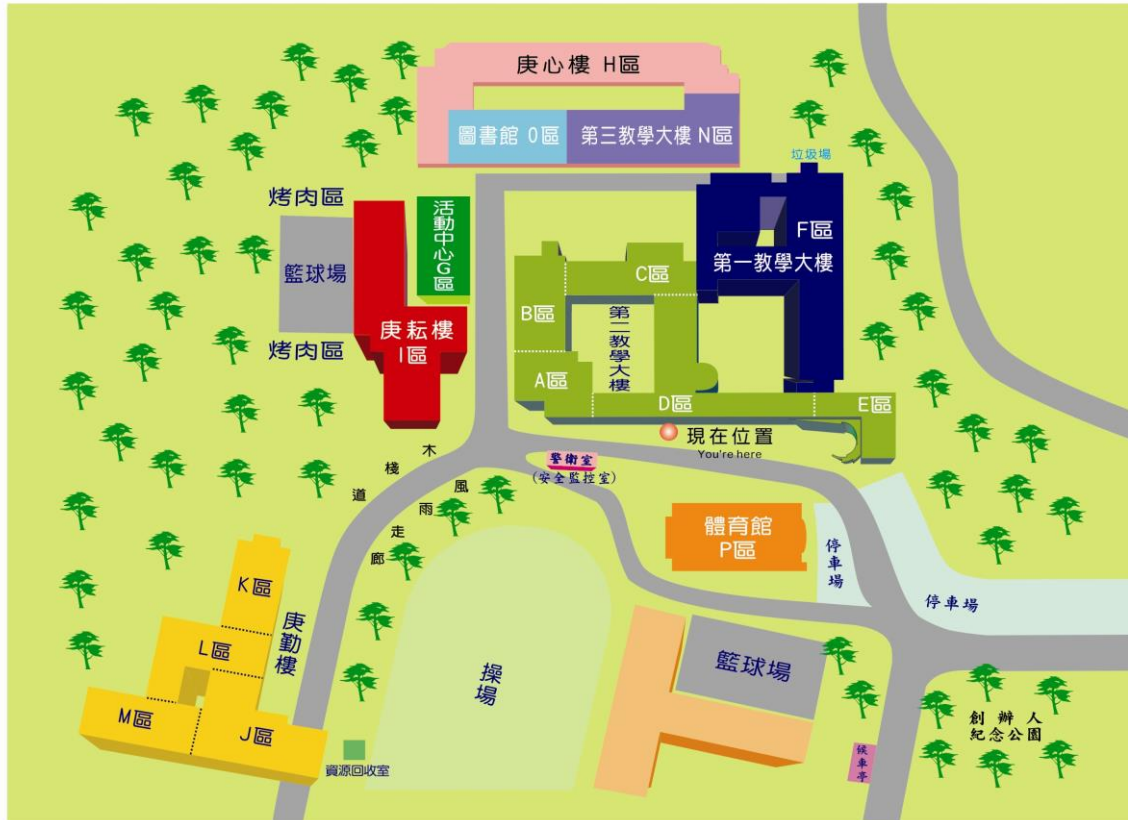 庚心樓 H區
圖書館 O區
第三教學大樓 N區
垃圾場
烤肉區
活動中心G區
籃球場
F區
第一教學大樓
C區
B區
第二教學大樓
庚耘樓
I區
烤肉區
A區
D區
E區
現在位置
You're here
木棧道
風雨走廊
警衛室
(安全監控室)
體育館
P區
停車場
停車場
K區
庚勤樓
L區
M區
J區
操場
籃球場
資源回收室
候車亭
創辦人
紀念公園